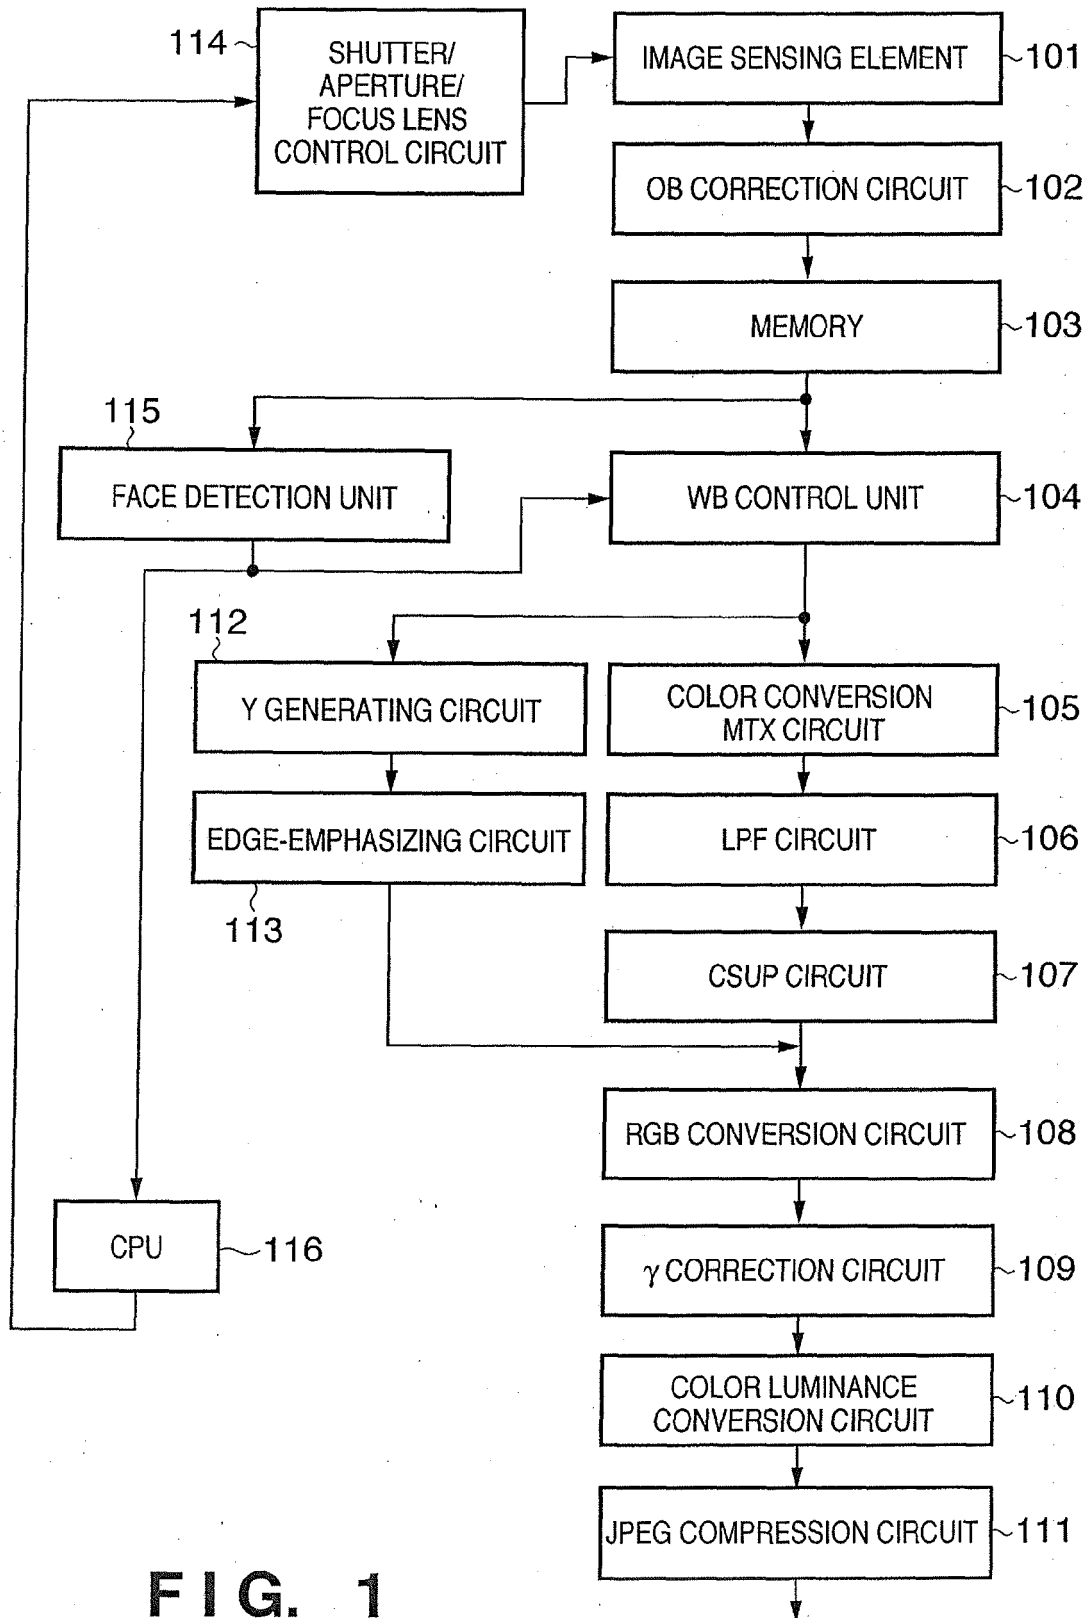 114
SHUTTER/
APERTURE/
FOCUS LENS
CONTROL CIRCUIT
IMAGE SENSING ELEMENT
101
OB CORRECTION CIRCUIT
102
MEMORY
103
115
FACE DETECTION UNIT
WB CONTROL UNIT
104
112
Y GENERATING CIRCUIT
COLOR CONVERSION
MTX CIRCUIT
105
EDGE-EMPHASIZING CIRCUIT
113
LPF CIRCUIT
106
CSUP CIRCUIT
107
RGB CONVERSION CIRCUIT
108
CPU
116
γ CORRECTION CIRCUIT
109
COLOR LUMINANCE
CONVERSION CIRCUIT
110
JPEG COMPRESSION CIRCUIT
111
FIG. 1